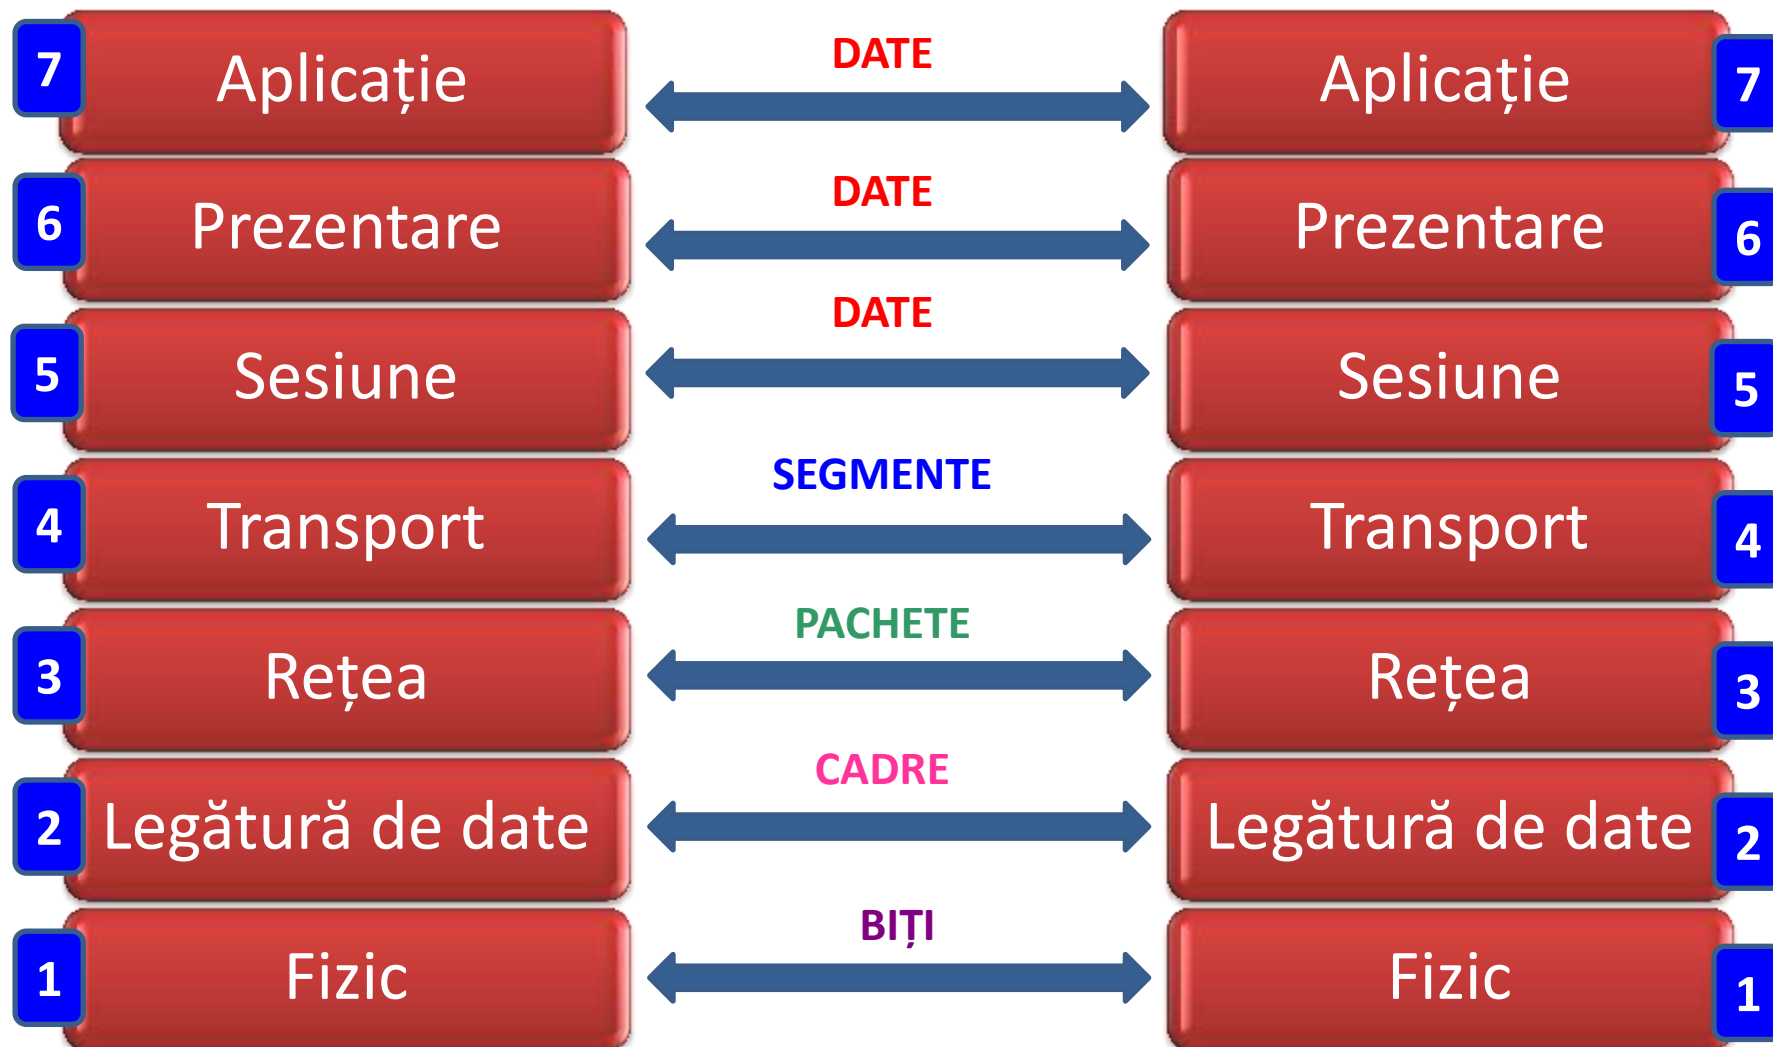 7 Aplicație DATE Aplicație 7
6 Prezentare DATE Prezentare 6
5 Sesiune DATE Sesiune 5
4 Transport SEGMENTE Transport 4
3 Rețea PACHETE Rețea 3
2 Legătură de date CADRE Legătură de date 2
1 Fizic BIȚI Fizic 1